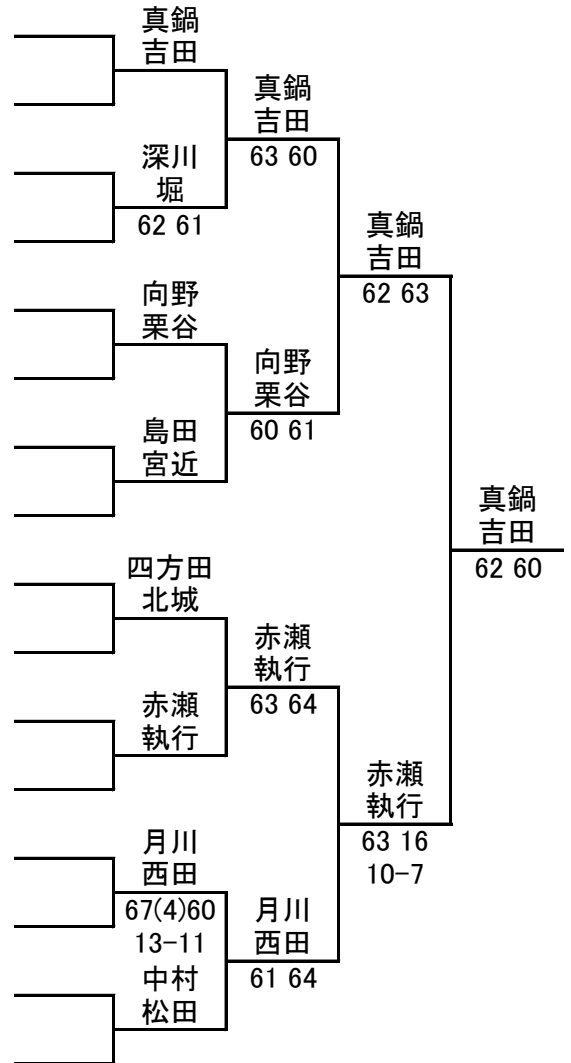 真鍋
吉田
深川
堀
62 61
向野
栗谷
島田
宮近
四方田
北城
赤瀬
執行
月川
西田
67(4)60
13-11
中村
松田
真鍋
吉田
63 60
向野
栗谷
60 61
赤瀬
執行
63 64
月川
西田
61 64
真鍋
吉田
62 63
赤瀬
執行
63 16
10-7
真鍋
吉田
62 60